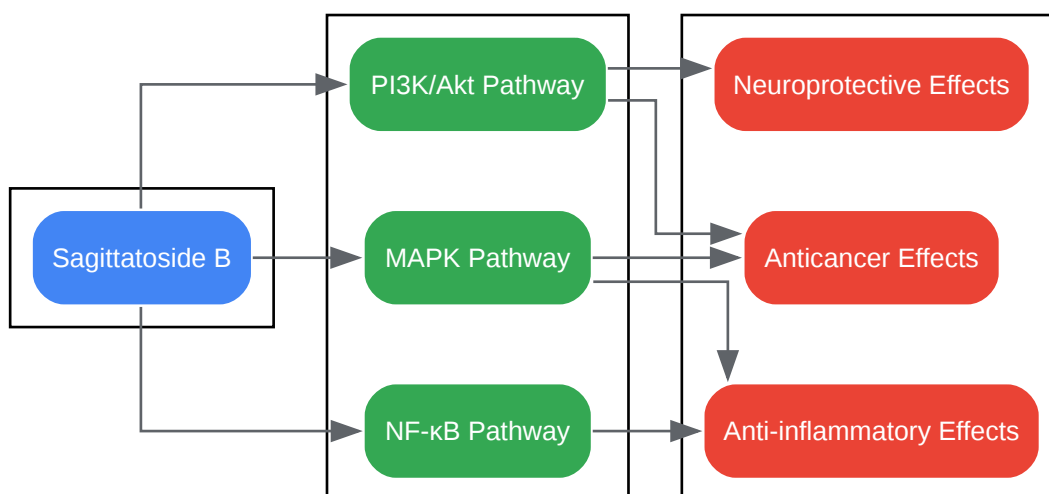 Sagittatoside B
PI3K/Akt Pathway
MAPK Pathway
NF-κB Pathway
Neuroprotective Effects
Anticancer Effects
Anti-inflammatory Effects